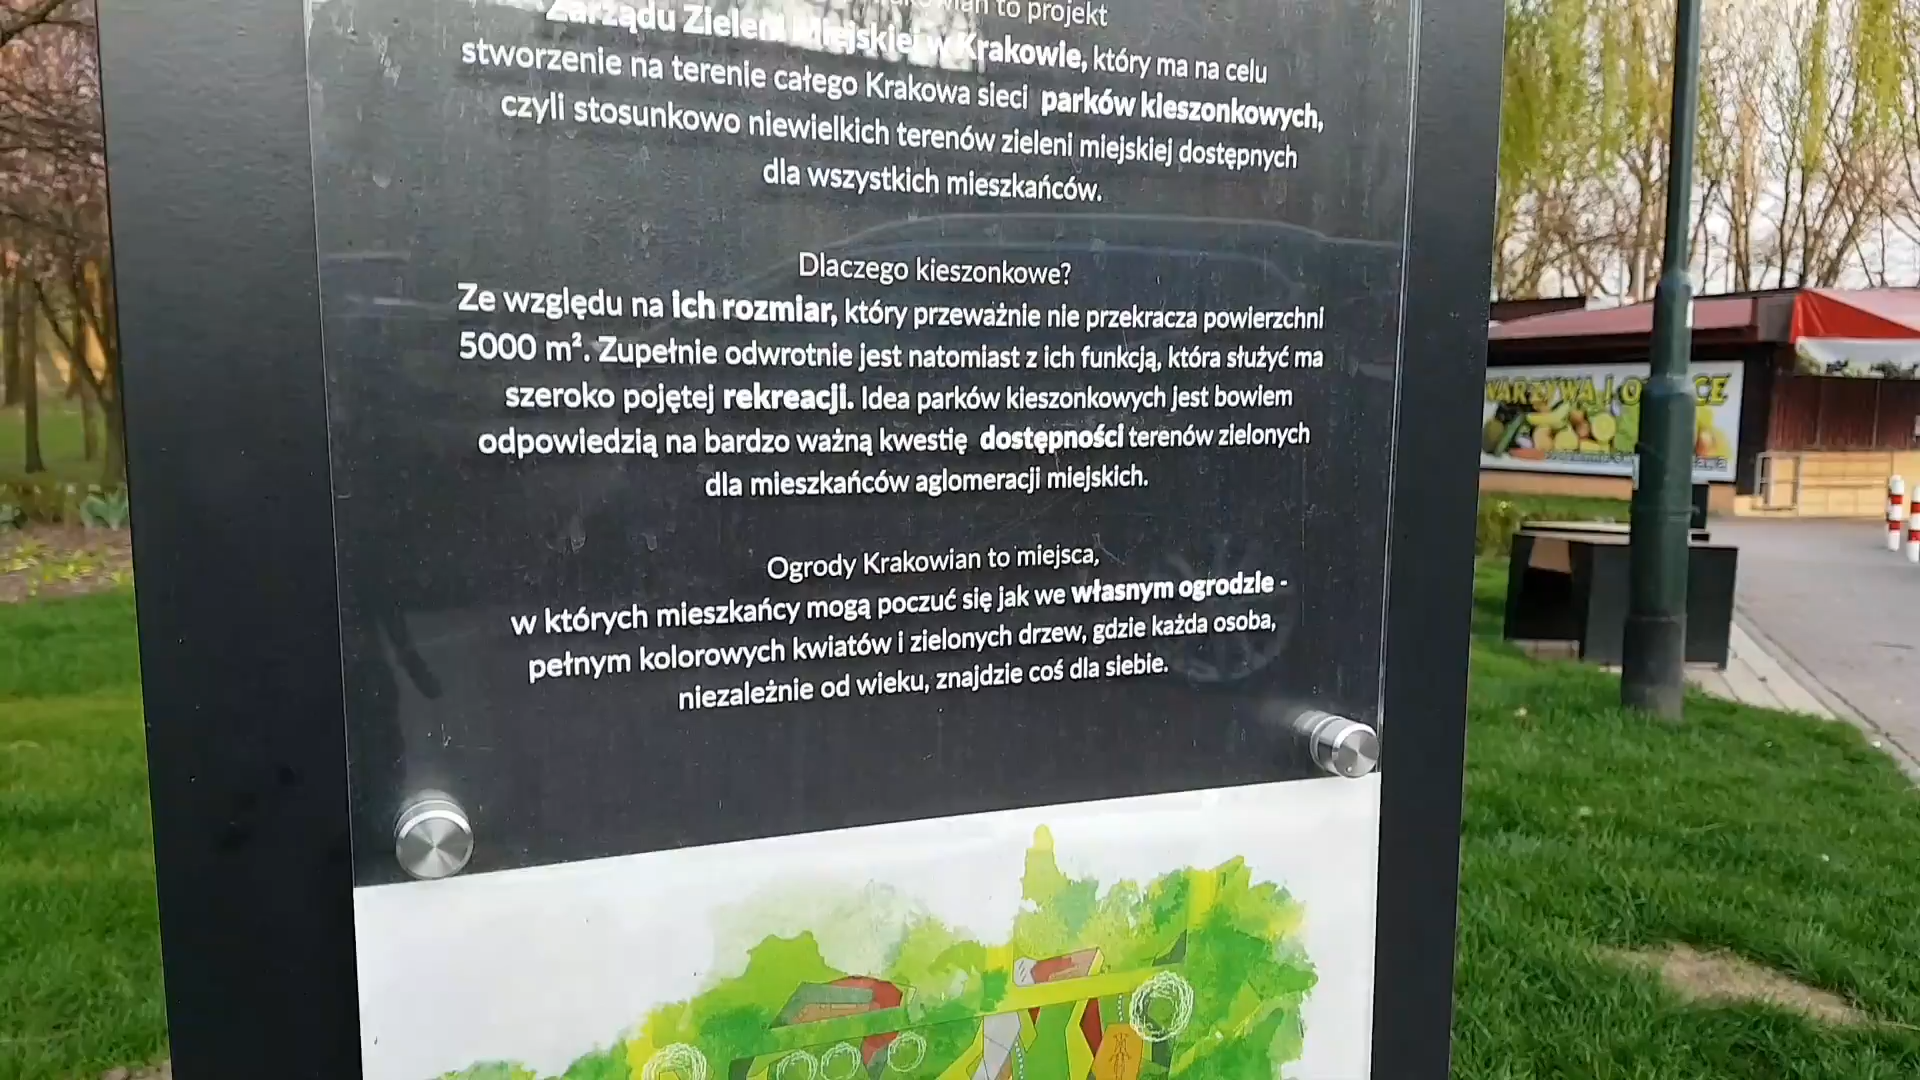 to projekt
Zarządu Zieleni Miejskiej w Krakowie, który ma na celu
stworzenie na terenie całego Krakowa sieci parków kieszonkowych,
czyli stosunkowo niewielkich terenów zieleni miejskiej dostępnych
dla wszystkich mieszkańców.
Dlaczego kieszonkowe?
Ze względu na ich rozmiar, który przeważnie nie przekracza powierzchni
5000 m². Zupełnie odwrotnie jest natomiast z ich funkcją, która służyć ma
szeroko pojętej rekreacji. Idea parków kieszonkowych jest bowiem
odpowiedzią na bardzo ważną kwestię dostępności terenów zielonych
dla mieszkańców aglomeracji miejskich.
Ogrody Krakowian to miejsca,
w których mieszkańcy mogą poczuć się jak we własnym ogrodzie -
pełnym kolorowych kwiatów i zielonych drzew, gdzie każda osoba,
niezależnie od wieku, znajdzie coś dla siebie.
WARZYWA I